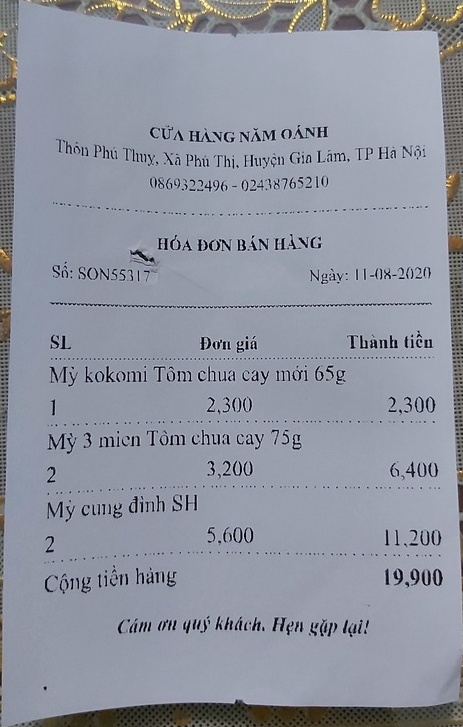 CỬA HÀNG NĂM OÁNH
Thôn Phú Thụy, Xã Phú Thị, Huyện Gia Lâm, TP Hà Nội
0869322496 - 02438765210
HÓA ĐƠN BÁN HÀNG
Số: SON55317 Ngày: 11-08-2020
SL Đơn giá Thành tiền
Mỳ kokomi Tôm chua cay mới 65g
1 2,300 2,300
Mỳ 3 miền Tôm chua cay 75g
2 3,200 6,400
Mỳ cung đình SH
2 5,600 11,200
Cộng tiền hàng 19,900
Cám ơn quý khách. Hẹn gặp lại!